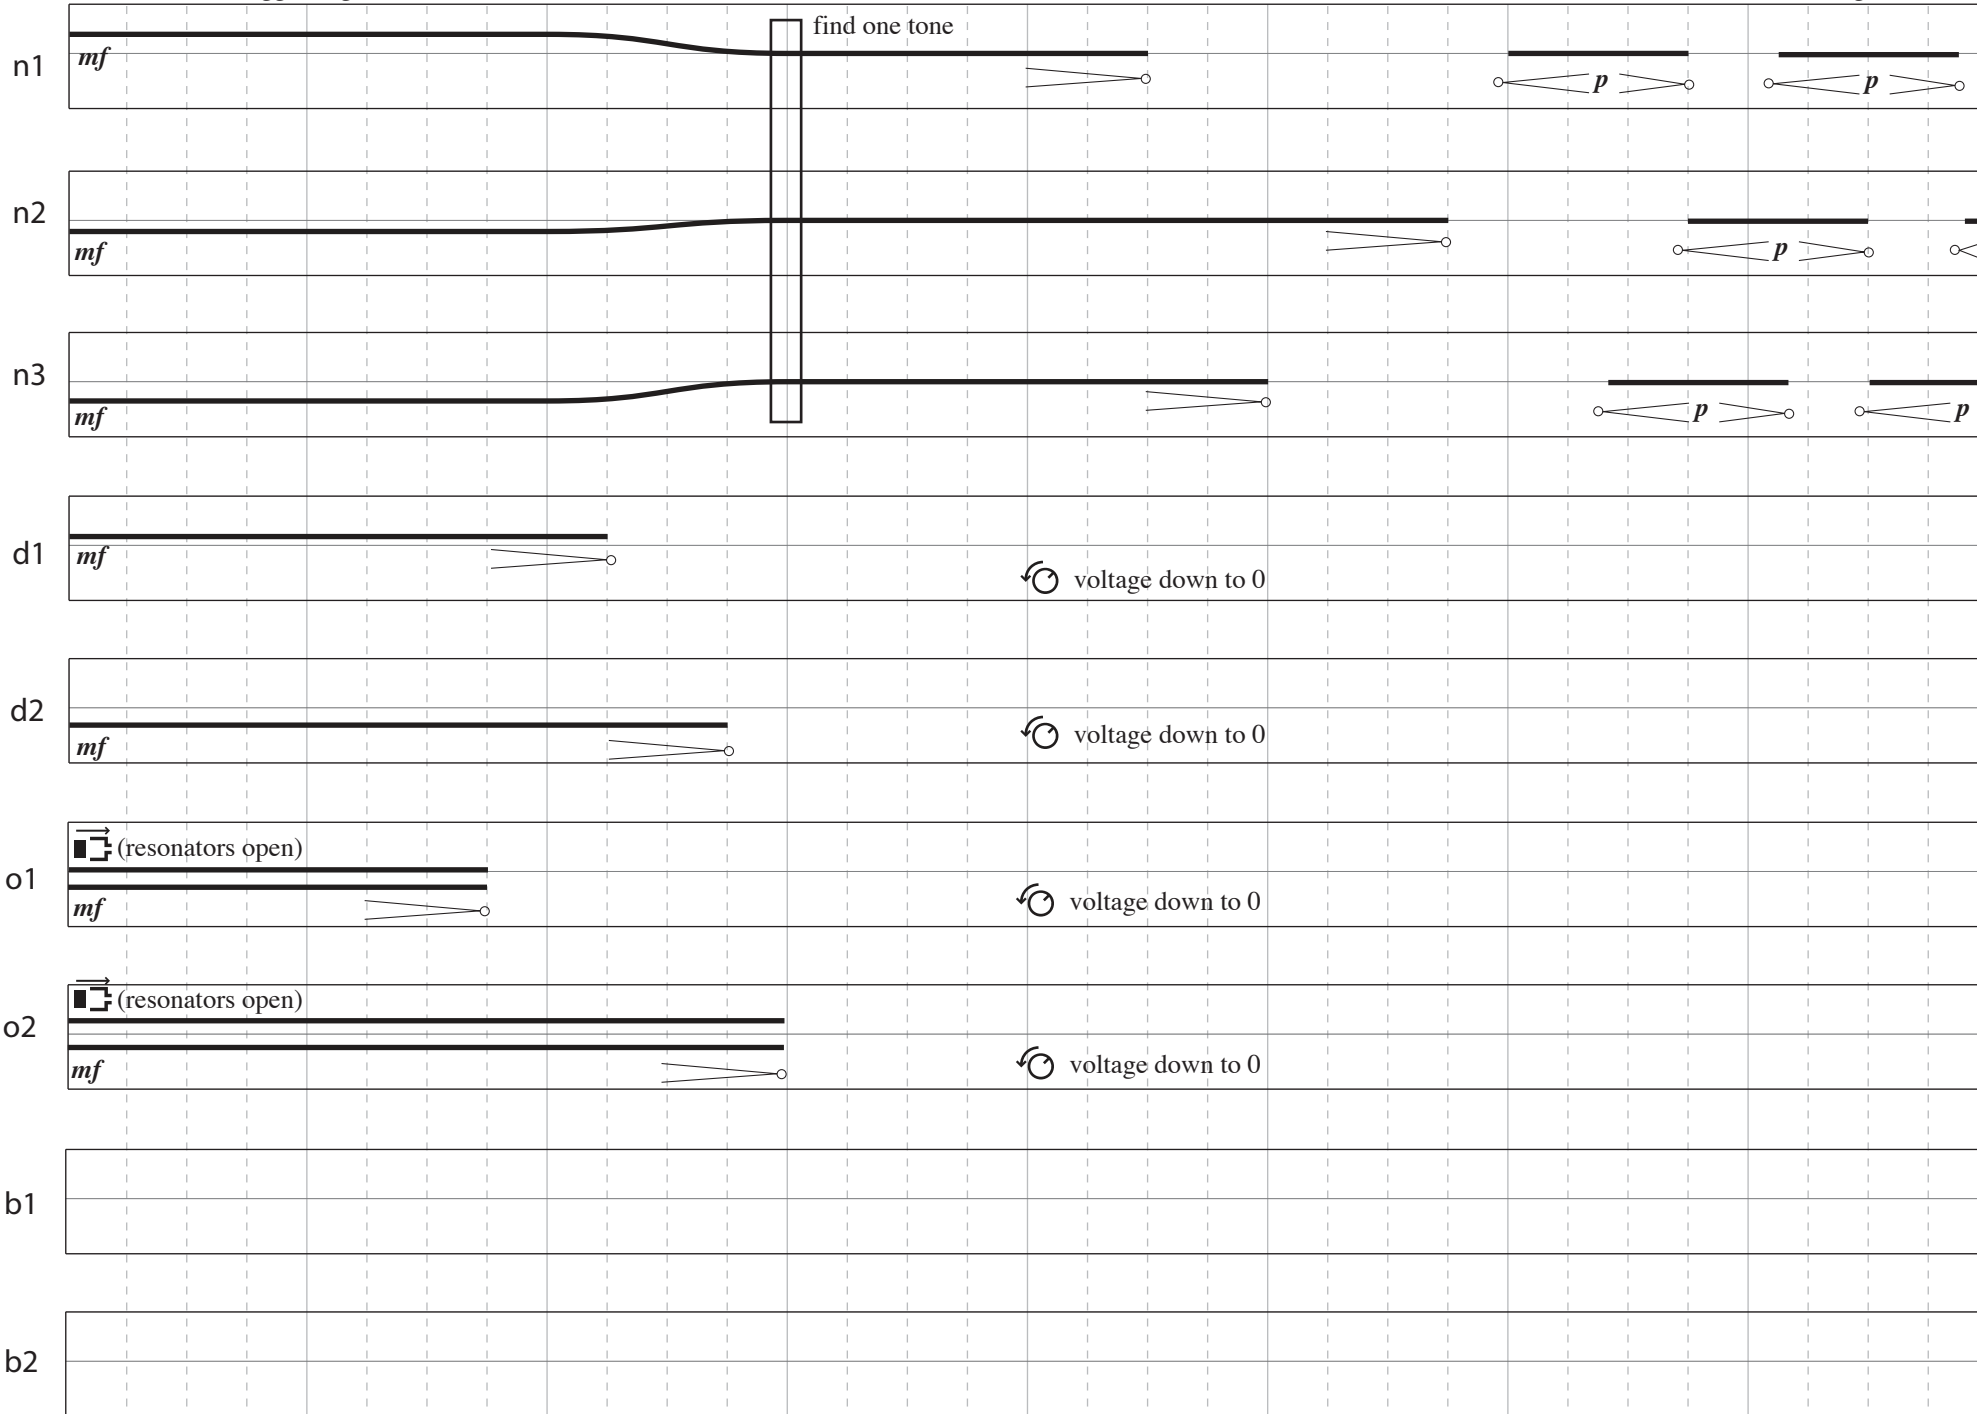 find one tone
n1 mf p p
n2 mf p
n3 mf p p
d1 mf voltage down to 0
d2 mf voltage down to 0
(resonators open)
o1 mf voltage down to 0
(resonators open)
o2 mf voltage down to 0
b1
b2